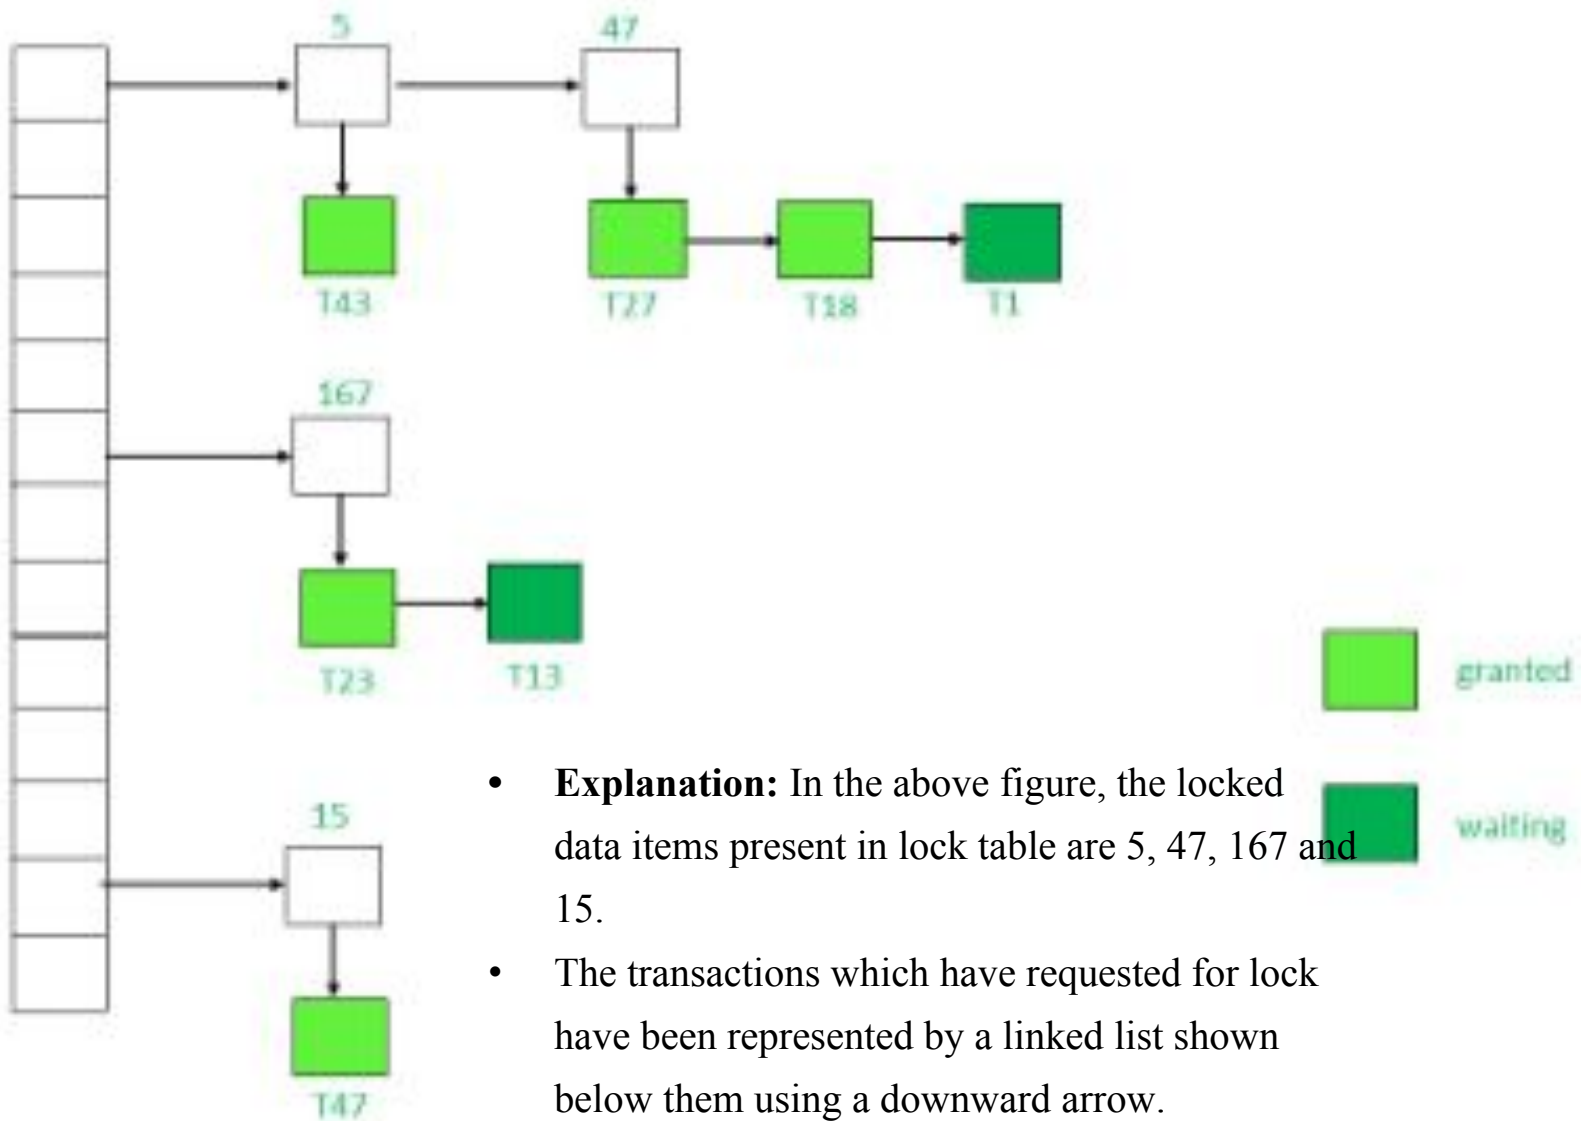 5
47
T43
T27
T18
T1
167
T23
T13
granted
waiting
15
T47
• Explanation: In the above figure, the locked
data items present in lock table are 5, 47, 167 and
15.
• The transactions which have requested for lock
have been represented by a linked list shown
below them using a downward arrow.